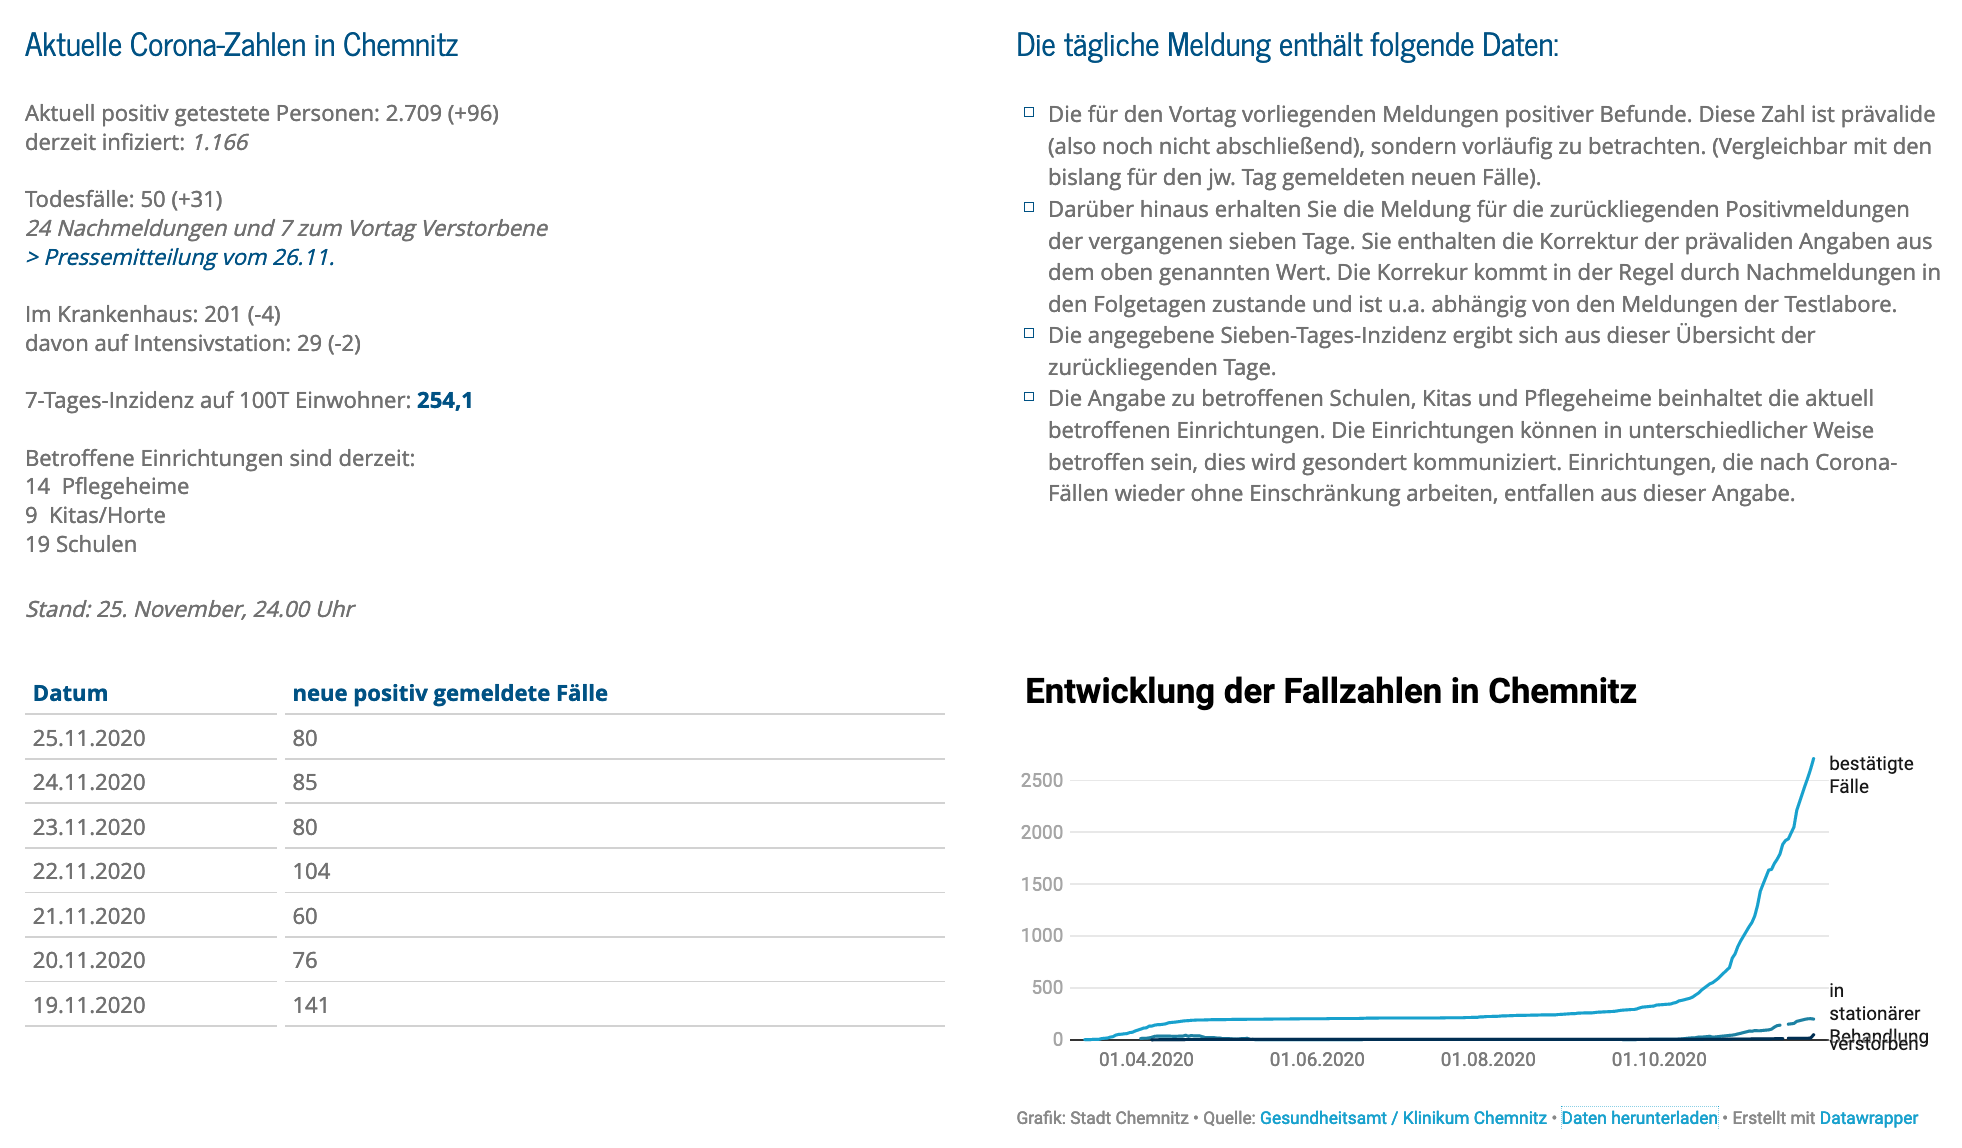 Aktuelle Corona-Zahlen in Chemnitz
Aktuell positiv getestete Personen: 2.709 (+96)
derzeit infiziert: 1.166
Todesfälle: 50 (+31)
24 Nachmeldungen und 7 zum Vortag Verstorbene
> Pressemitteilung vom 26.11.
Im Krankenhaus: 201 (-4)
davon auf Intensivstation: 29 (-2)
7-Tages-Inzidenz auf 100T Einwohner: 254,1
Betroffene Einrichtungen sind derzeit:
14 Pflegeheime
9 Kitas/Horte
19 Schulen
Stand: 25. November, 24.00 Uhr
Die tägliche Meldung enthält folgende Daten:
Die für den Vortag vorliegenden Meldungen positiver Befunde. Diese Zahl ist prävalide
(also noch nicht abschließend), sondern vorläufig zu betrachten. (Vergleichbar mit den
bislang für den jw. Tag gemeldeten neuen Fälle).
Darüber hinaus erhalten Sie die Meldung für die zurückliegenden Positivmeldungen
der vergangenen sieben Tage. Sie enthalten die Korrektur der prävaliden Angaben aus
dem oben genannten Wert. Die Korrekur kommt in der Regel durch Nachmeldungen in
den Folgetagen zustande und ist u.a. abhängig von den Meldungen der Testlabore.
Die angegebene Sieben-Tages-Inzidenz ergibt sich aus dieser Übersicht der
zurückliegenden Tage.
Die Angabe zu betroffenen Schulen, Kitas und Pflegeheime beinhaltet die aktuell
betroffenen Einrichtungen. Die Einrichtungen können in unterschiedlicher Weise
betroffen sein, dies wird gesondert kommuniziert. Einrichtungen, die nach Corona-
Fällen wieder ohne Einschränkung arbeiten, entfallen aus dieser Angabe.
Datum neue positiv gemeldete Fälle
25.11.2020 80
24.11.2020 85
23.11.2020 80
22.11.2020 104
21.11.2020 60
20.11.2020 76
19.11.2020 141
Entwicklung der Fallzahlen in Chemnitz
2500
2000
1500
1000
500
0
bestätigte
Fälle
in
stationärer
Behandlung
verstorben
01.04.2020 01.06.2020 01.08.2020 01.10.2020
Grafik: Stadt Chemnitz • Quelle: Gesundheitsamt / Klinikum Chemnitz • Daten herunterladen • Erstellt mit Datawrapper